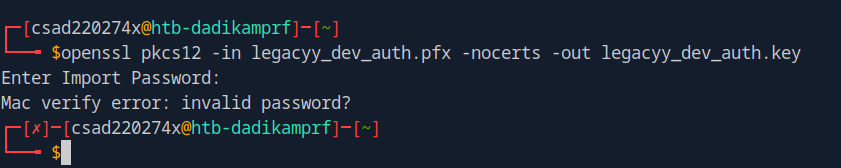 ┌─[csad220274x@htb-dadikamprf]─[~]
└──╼ $openssl pkcs12 -in legacyy_dev_auth.pfx -nocerts -out legacyy_dev_auth.key
Enter Import Password:
Mac verify error: invalid password?
┌─[✗]─[csad220274x@htb-dadikamprf]─[~]
└──╼ $